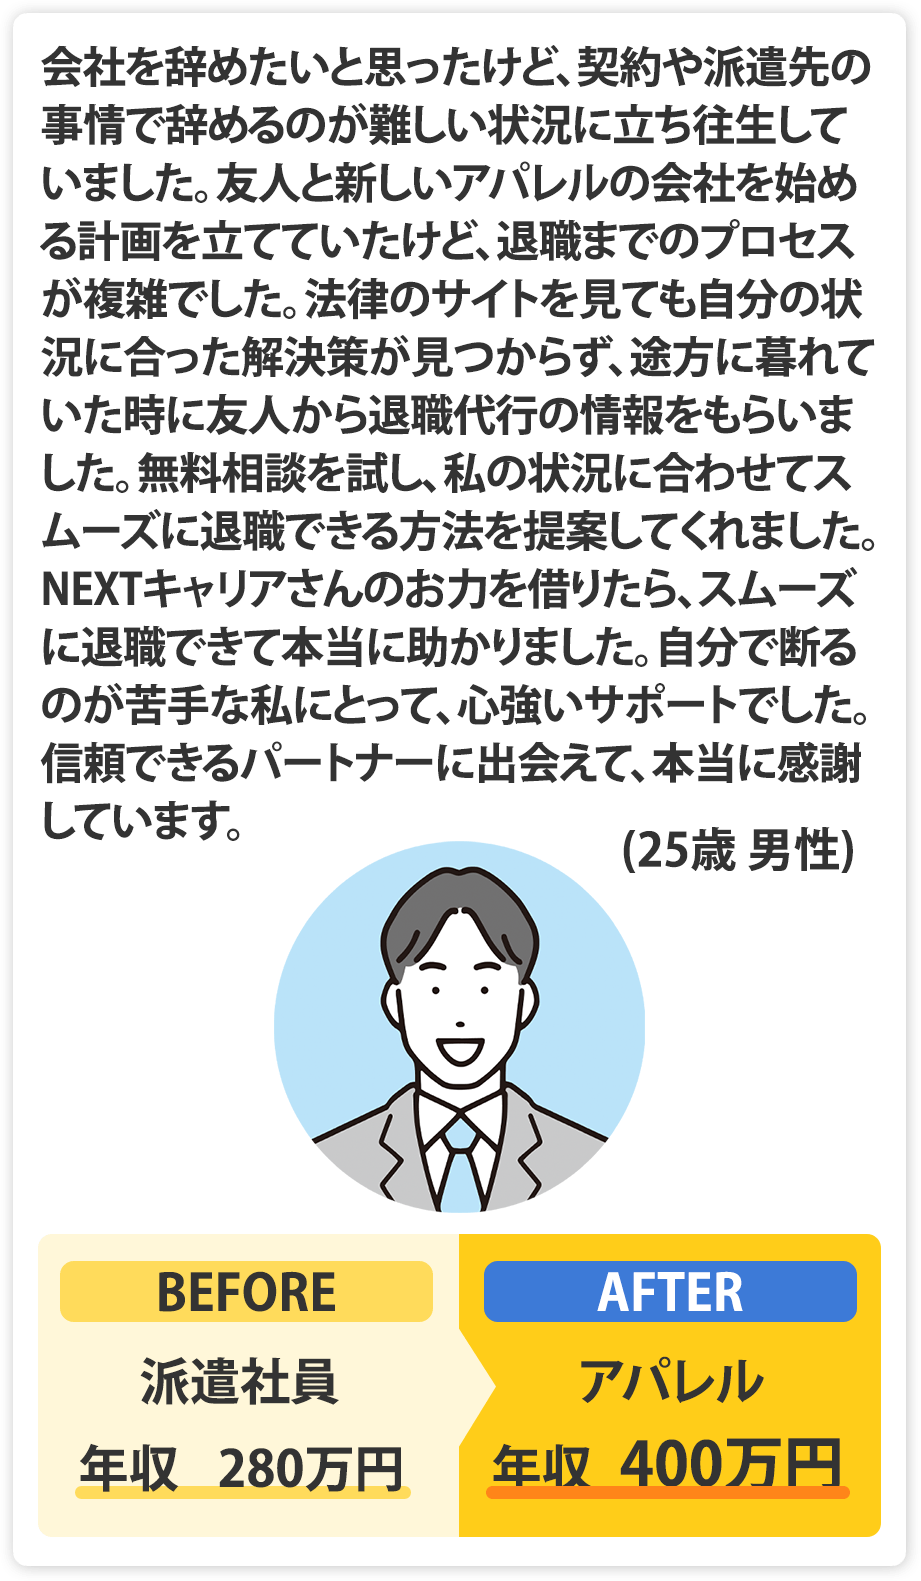 会社を辞めたいと思ったけど、契約や派遣先の
事情で辞めるのが難しい状況に立ち往生して
いました。友人と新しいアパレルの会社を始め
る計画を立てていたけど、退職までのプロセス
が複雑でした。法律のサイトを見ても自分の状
況に合った解決策が見つからず、途方に暮れて
いた時に友人から退職代行の情報をもらいま
した。無料相談を試し、私の状況に合わせてス
ムーズに退職できる方法を提案してくれました。
NEXTキャリアさんのお力を借りたら、スムーズ
に退職できて本当に助かりました。自分で断る
のが苦手な私にとって、心強いサポートでした。
信頼できるパートナーに出会えて、本当に感謝
しています。
(25歳 男性)
BEFORE
派遣社員
年収 280万円
AFTER
アパレル
年収 400万円